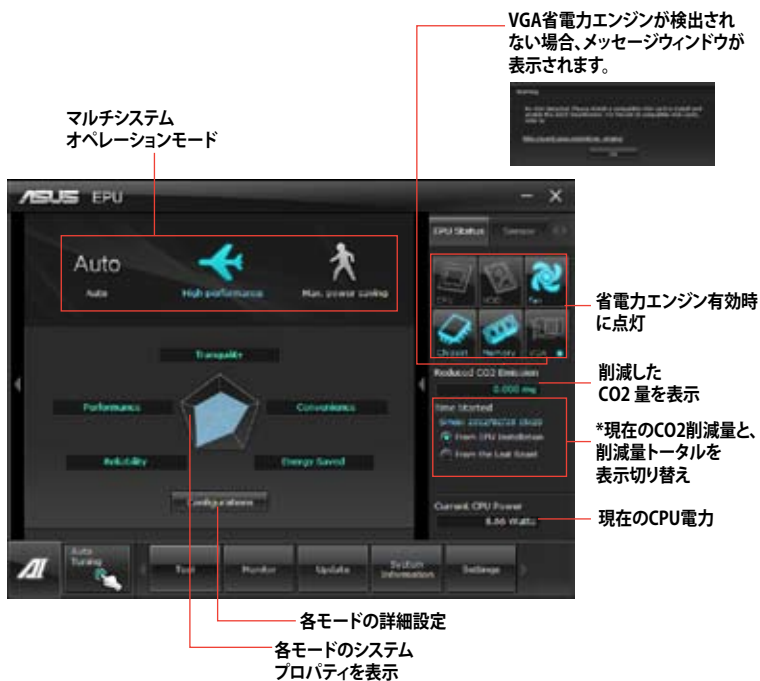 VGA省電力エンジンが検出され
ない場合、メッセージウィンドウが
表示されます。
マルチシステム
オペレーションモード
ASUS EPU
EPU Status Sensor
Auto
Auto
High performance
Max. power saving
CPU
HDD
Fan
Chipset
Memory
VGA
省電力エンジン有効時
に点灯
Tranquility
Performance
Convenience
Reliability
Energy Saved
Configurations
Reduced CO2 Emission
0.000 mg
削減した
CO2 量を表示
Time Started
From EPU Installation
From the Last Reset
*現在のCO2削減量と、
削減量トータルを
表示切り替え
Current CPU Power
Watts
現在のCPU電力
AI
Auto
Tuning
Tool
Monitor
Update
System
Information
Settings
各モードの詳細設定
各モードのシステム
プロパティを表示